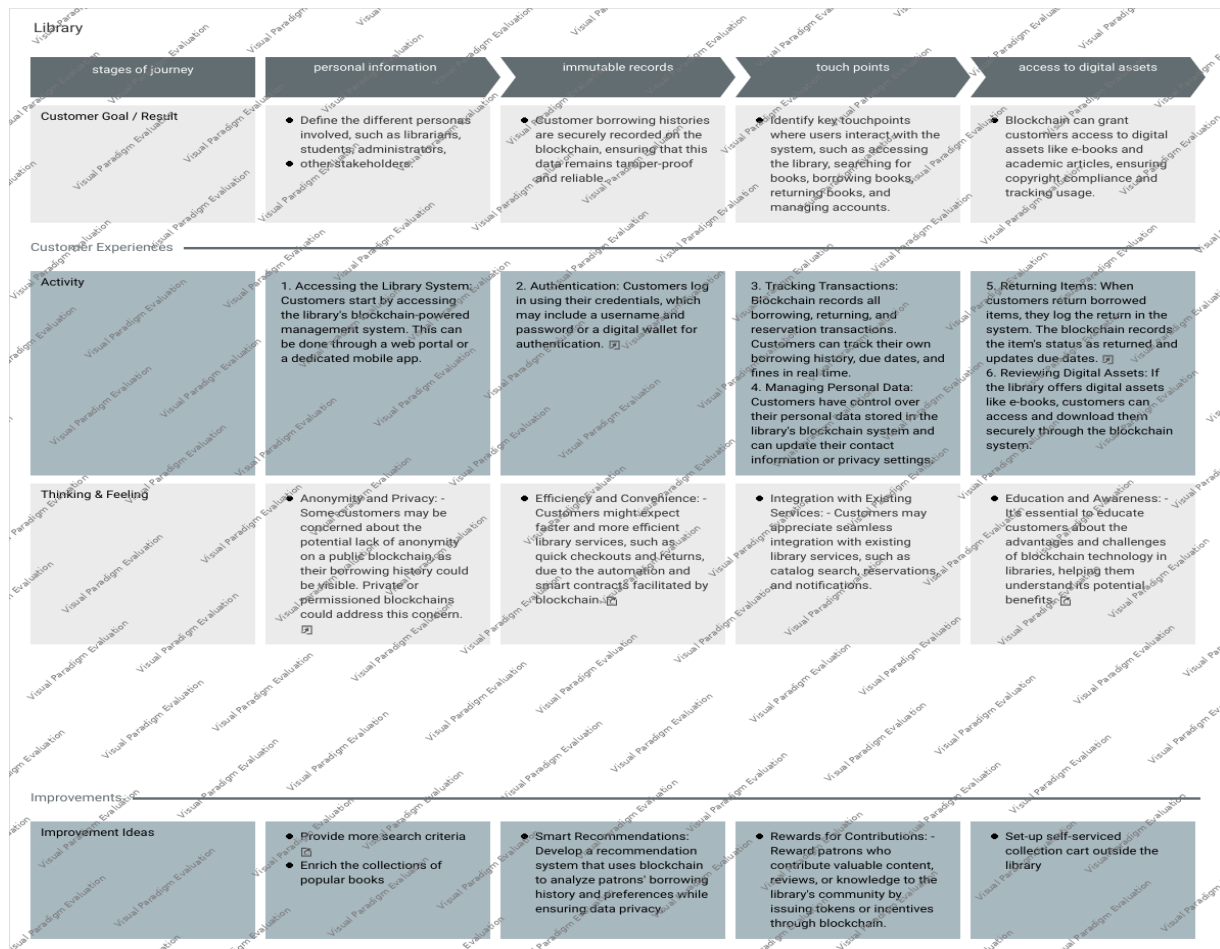 Library
stages of journey
personal information
immutable records
touch points
access to digital assets
Customer Goal / Result
Define the different personas
involved, such as librarians,
students, administrators,
other stakeholders.
Customer borrowing histories
are securely recorded on the
blockchain, ensuring that this
data remains tamper-proof
and reliable.
Identify key touchpoints
where users interact with the
system, such as accessing
the library, searching for
books, borrowing books,
returning books, and
managing accounts.
Blockchain can grant
customers access to digital
assets like e-books and
academic articles, ensuring
copyright compliance and
tracking usage.
Customer Experiences
Activity
1. Accessing the Library System:
Customers start by accessing
the library's blockchain-powered
management system. This can
be done through a web portal or
a dedicated mobile app.
2. Authentication: Customers log
in using their credentials, which
may include a username and
password or a digital wallet for
authentication.
3. Tracking Transactions:
Blockchain records all
borrowing, returning, and
reservation transactions.
Customers can track their own
borrowing history, due dates, and
fines in real time.
4. Managing Personal Data:
Customers have control over
their personal data stored in the
library's blockchain system and
can update their contact
information or privacy settings.
5. Returning Items: When
customers return borrowed
items, they log the return in the
system. The blockchain records
the item's status as returned and
updates due dates.
6. Reviewing Digital Assets: If
the library offers digital assets
like e-books, customers can
access and download them
securely through the blockchain
system.
Thinking & Feeling
Anonymity and Privacy: -
Some customers may be
concerned about the
potential lack of anonymity
on a public blockchain, as
their borrowing history could
be visible. Private or
permissioned blockchains
could address this concern.
Efficiency and Convenience: -
Customers might expect
faster and more efficient
library services, such as
quick checkouts and returns,
due to the automation and
smart contracts facilitated by
blockchain.
Integration with Existing
Services: - Customers may
appreciate seamless
integration with existing
library services, such as
catalog search, reservations,
and notifications.
Education and Awareness: -
It's essential to educate
customers about the
advantages and challenges
of blockchain technology in
libraries, helping them
understand its potential
benefits.
Improvements
Improvement Ideas
Provide more search criteria
Enrich the collections of
popular books
Smart Recommendations:
Develop a recommendation
system that uses blockchain
to analyze patrons' borrowing
history and preferences while
ensuring data privacy.
Rewards for Contributions: -
Reward patrons who
contribute valuable content,
reviews, or knowledge to the
library's community by
issuing tokens or incentives
through blockchain.
Set-up self-serviced
collection cart outside the
library
Visual Paradigm Evaluation